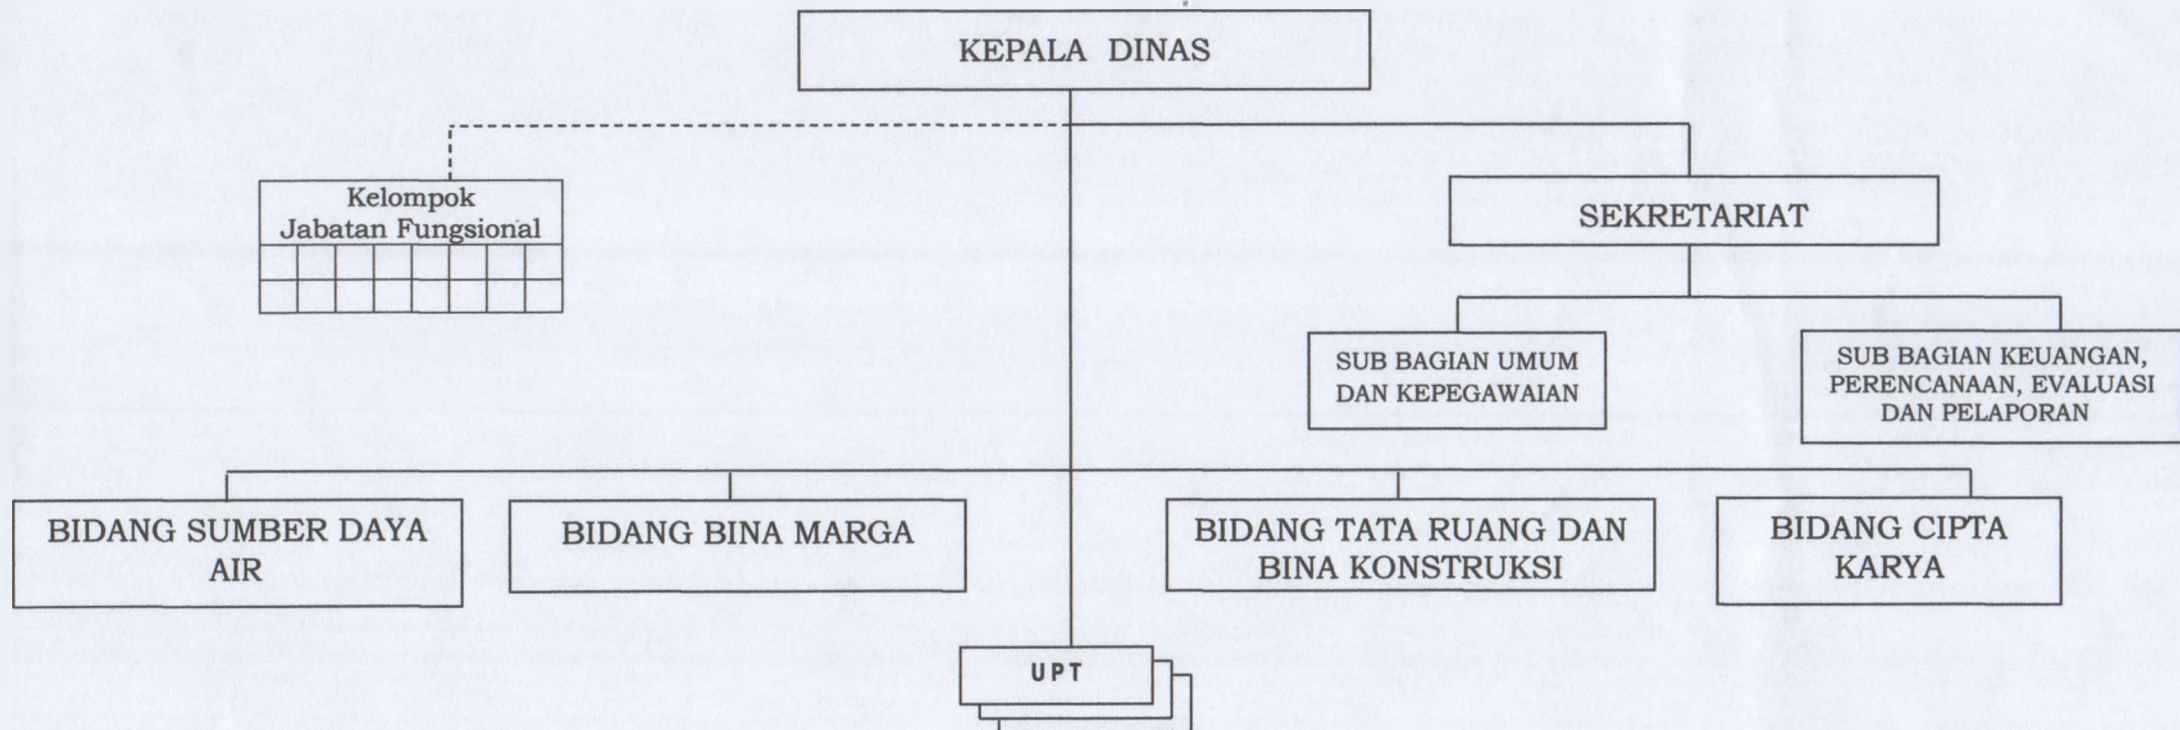 KEPALA DINAS
Kelompok
Jabatan Fungsional
SEKRETARIAT
SUB BAGIAN UMUM
DAN KEPEGAWAIAN
SUB BAGIAN KEUANGAN,
PERENCANAAN, EVALUASI
DAN PELAPORAN
BIDANG SUMBER DAYA
AIR
BIDANG BINA MARGA
BIDANG TATA RUANG DAN
BINA KONSTRUKSI
BIDANG CIPTA
KARYA
UPT